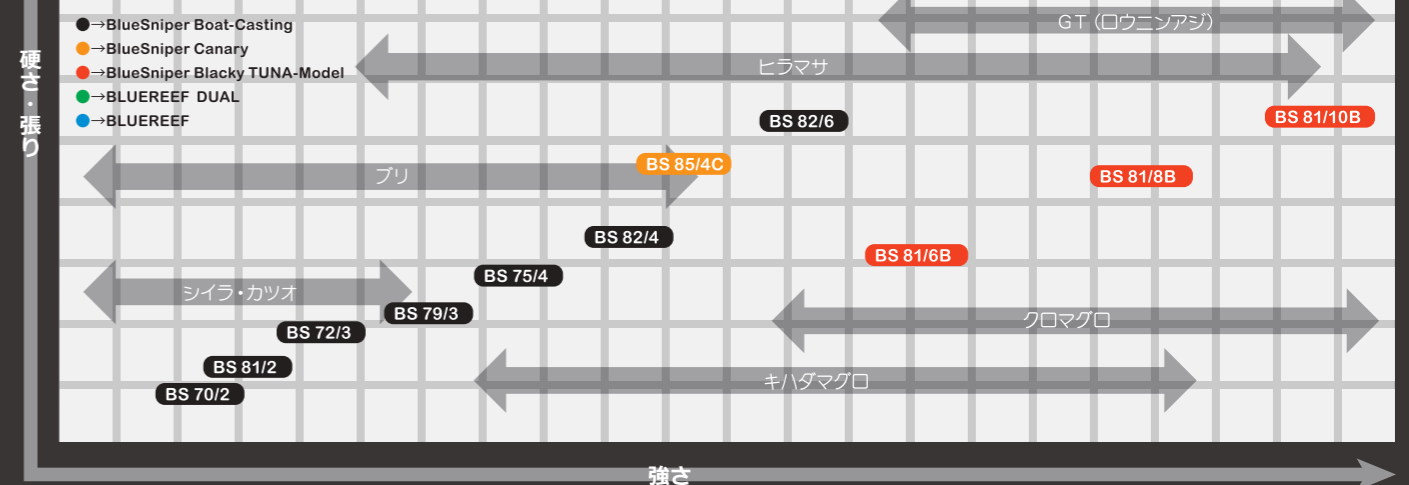 硬さ・張り
●→BlueSniper Boat-Casting
●→BlueSniper Canary
●→BlueSniper Blacky TUNA-Model
●→BLUEREEF DUAL
●→BLUEREEF
GT（ロウニンアジ）
ヒラマサ
BS 82/6
BS 81/10B
BS 85/4C
ブリ
BS 81/8B
BS 82/4
BS 81/6B
BS 75/4
シイラ・カツオ
BS 79/3
クロマグロ
BS 72/3
BS 81/2
キハダマグロ
BS 70/2
強さ